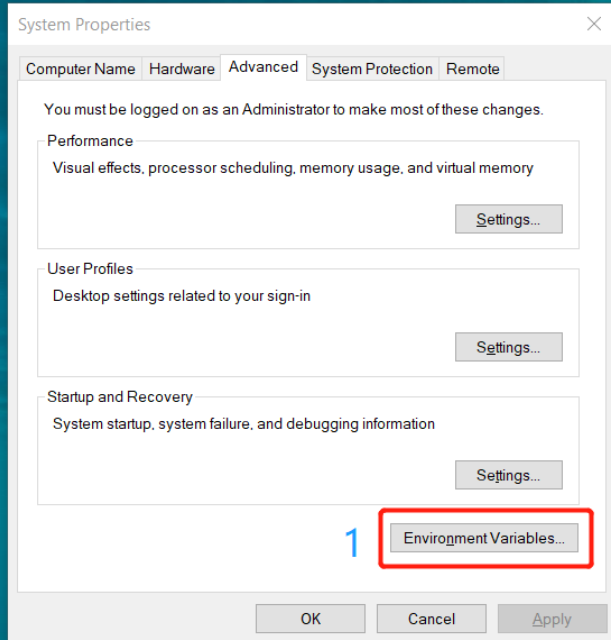 System Properties
Computer Name Hardware Advanced System Protection Remote
You must be logged on as an Administrator to make most of these changes.
Performance
Visual effects, processor scheduling, memory usage, and virtual memory
Settings...
User Profiles
Desktop settings related to your sign-in
Settings...
Startup and Recovery
System startup, system failure, and debugging information
Settings...
1 Environment Variables...
OK Cancel Apply